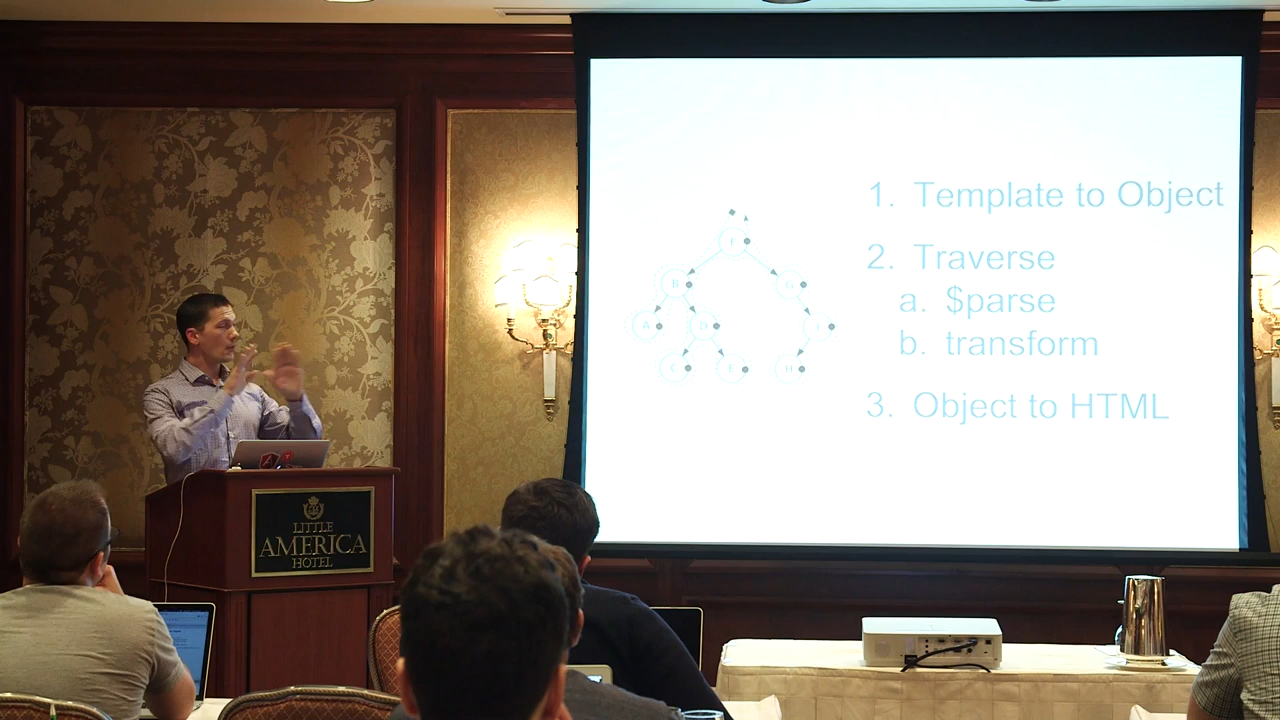 LITTLE
AMERICA
HOTEL
1. Template to Object
2. Traverse
a. $parse
b. transform
3. Object to HTML
F
B
G
A
D
I
C
E
H